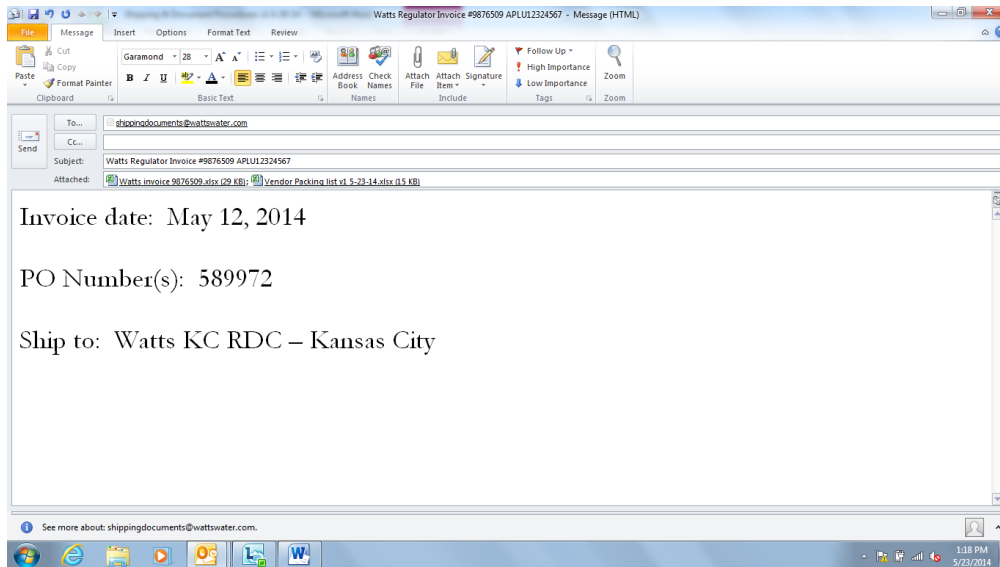 Watts Regulator Invoice #9876509 APLU12324567 - Message (HTML)
File Message Insert Options Format Text Review
Paste
Cut
Copy
Format Painter
Clipboard
Garamond 28
B I U
Basic Text
Address Book
Check Names
Names
Attach File
Attach Item
Signature
Include
Follow Up
High Importance
Low Importance
Tags
Zoom
Zoom
Send
To... shippingdocuments@wattswater.com
Cc...
Subject: Watts Regulator Invoice #9876509 APLU12324567
Attached: Watts invoice 9876509.xlsx (29 KB); Vendor Packing list v1 5-23-14.xlsx (15 KB)
Invoice date: May 12, 2014
PO Number(s): 589972
Ship to: Watts KC RDC – Kansas City
See more about: shippingdocuments@wattswater.com.
1:18 PM
5/23/2014